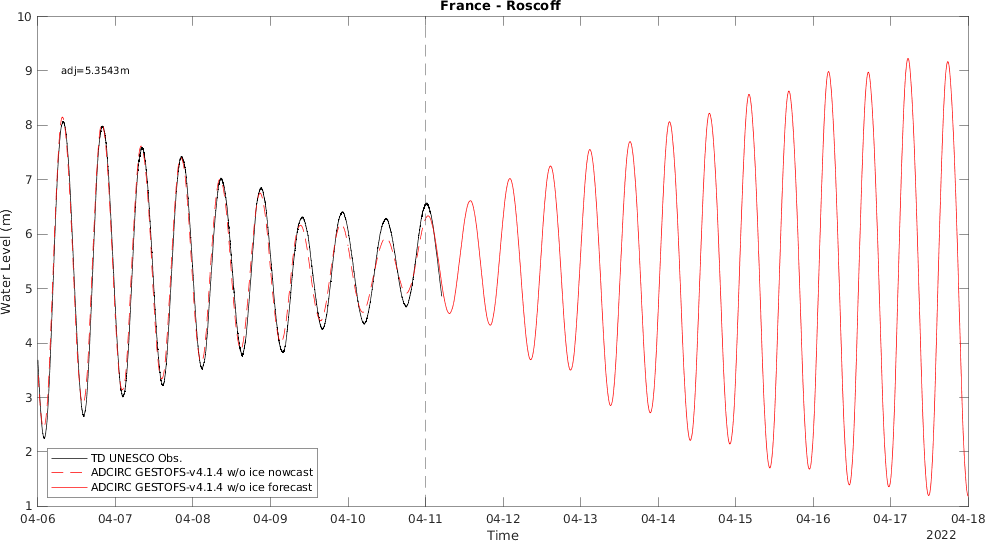 France - Roscoff
adj=5.3543m
Water Level (m)
10
9
8
7
6
5
4
3
2
1
TD UNESCO Obs.
ADCIRC GESTOFS-v4.1.4 w/o ice nowcast
ADCIRC GESTOFS-v4.1.4 w/o ice forecast
04-06 04-07 04-08 04-09 04-10 04-11 04-12 04-13 04-14 04-15 04-16 04-17 04-18
Time
2022